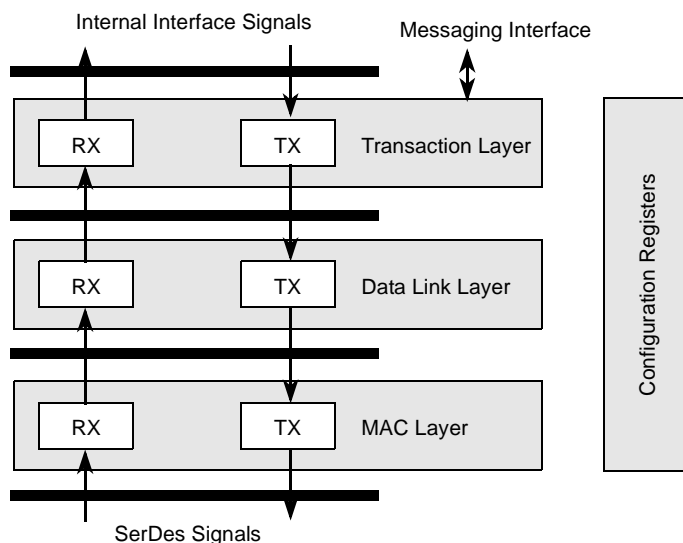 Internal Interface Signals
Messaging Interface
RX
TX
Transaction Layer
RX
TX
Data Link Layer
RX
TX
MAC Layer
Configuration Registers
SerDes Signals